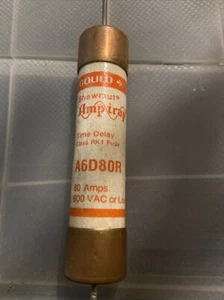 GOULD
Shawmut
Amp-trap
Time Delay
Class RK1 Fuse
A6D80R
80 Amps.
600 VAC or Less